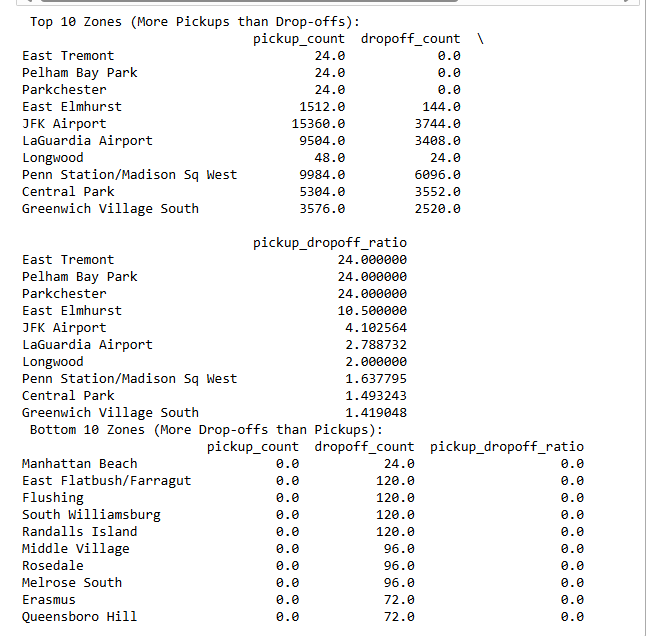 Top 10 Zones (More Pickups than Drop-offs):
pickup_count dropoff_count \
East Tremont 24.0 0.0
Pelham Bay Park 24.0 0.0
Parkchester 24.0 0.0
East Elmhurst 1512.0 144.0
JFK Airport 15360.0 3744.0
LaGuardia Airport 9504.0 3408.0
Longwood 48.0 24.0
Penn Station/Madison Sq West 9984.0 6096.0
Central Park 5304.0 3552.0
Greenwich Village South 3576.0 2520.0
pickup_dropoff_ratio
East Tremont 24.000000
Pelham Bay Park 24.000000
Parkchester 24.000000
East Elmhurst 10.500000
JFK Airport 4.102564
LaGuardia Airport 2.788732
Longwood 2.000000
Penn Station/Madison Sq West 1.637795
Central Park 1.493243
Greenwich Village South 1.419048
Bottom 10 Zones (More Drop-offs than Pickups):
pickup_count dropoff_count pickup_dropoff_ratio
Manhattan Beach 0.0 24.0 0.0
East Flatbush/Farragut 0.0 120.0 0.0
Flushing 0.0 120.0 0.0
South Williamsburg 0.0 120.0 0.0
Randalls Island 0.0 120.0 0.0
Middle Village 0.0 96.0 0.0
Rosedale 0.0 96.0 0.0
Melrose South 0.0 96.0 0.0
Erasmus 0.0 72.0 0.0
Queensboro Hill 0.0 72.0 0.0